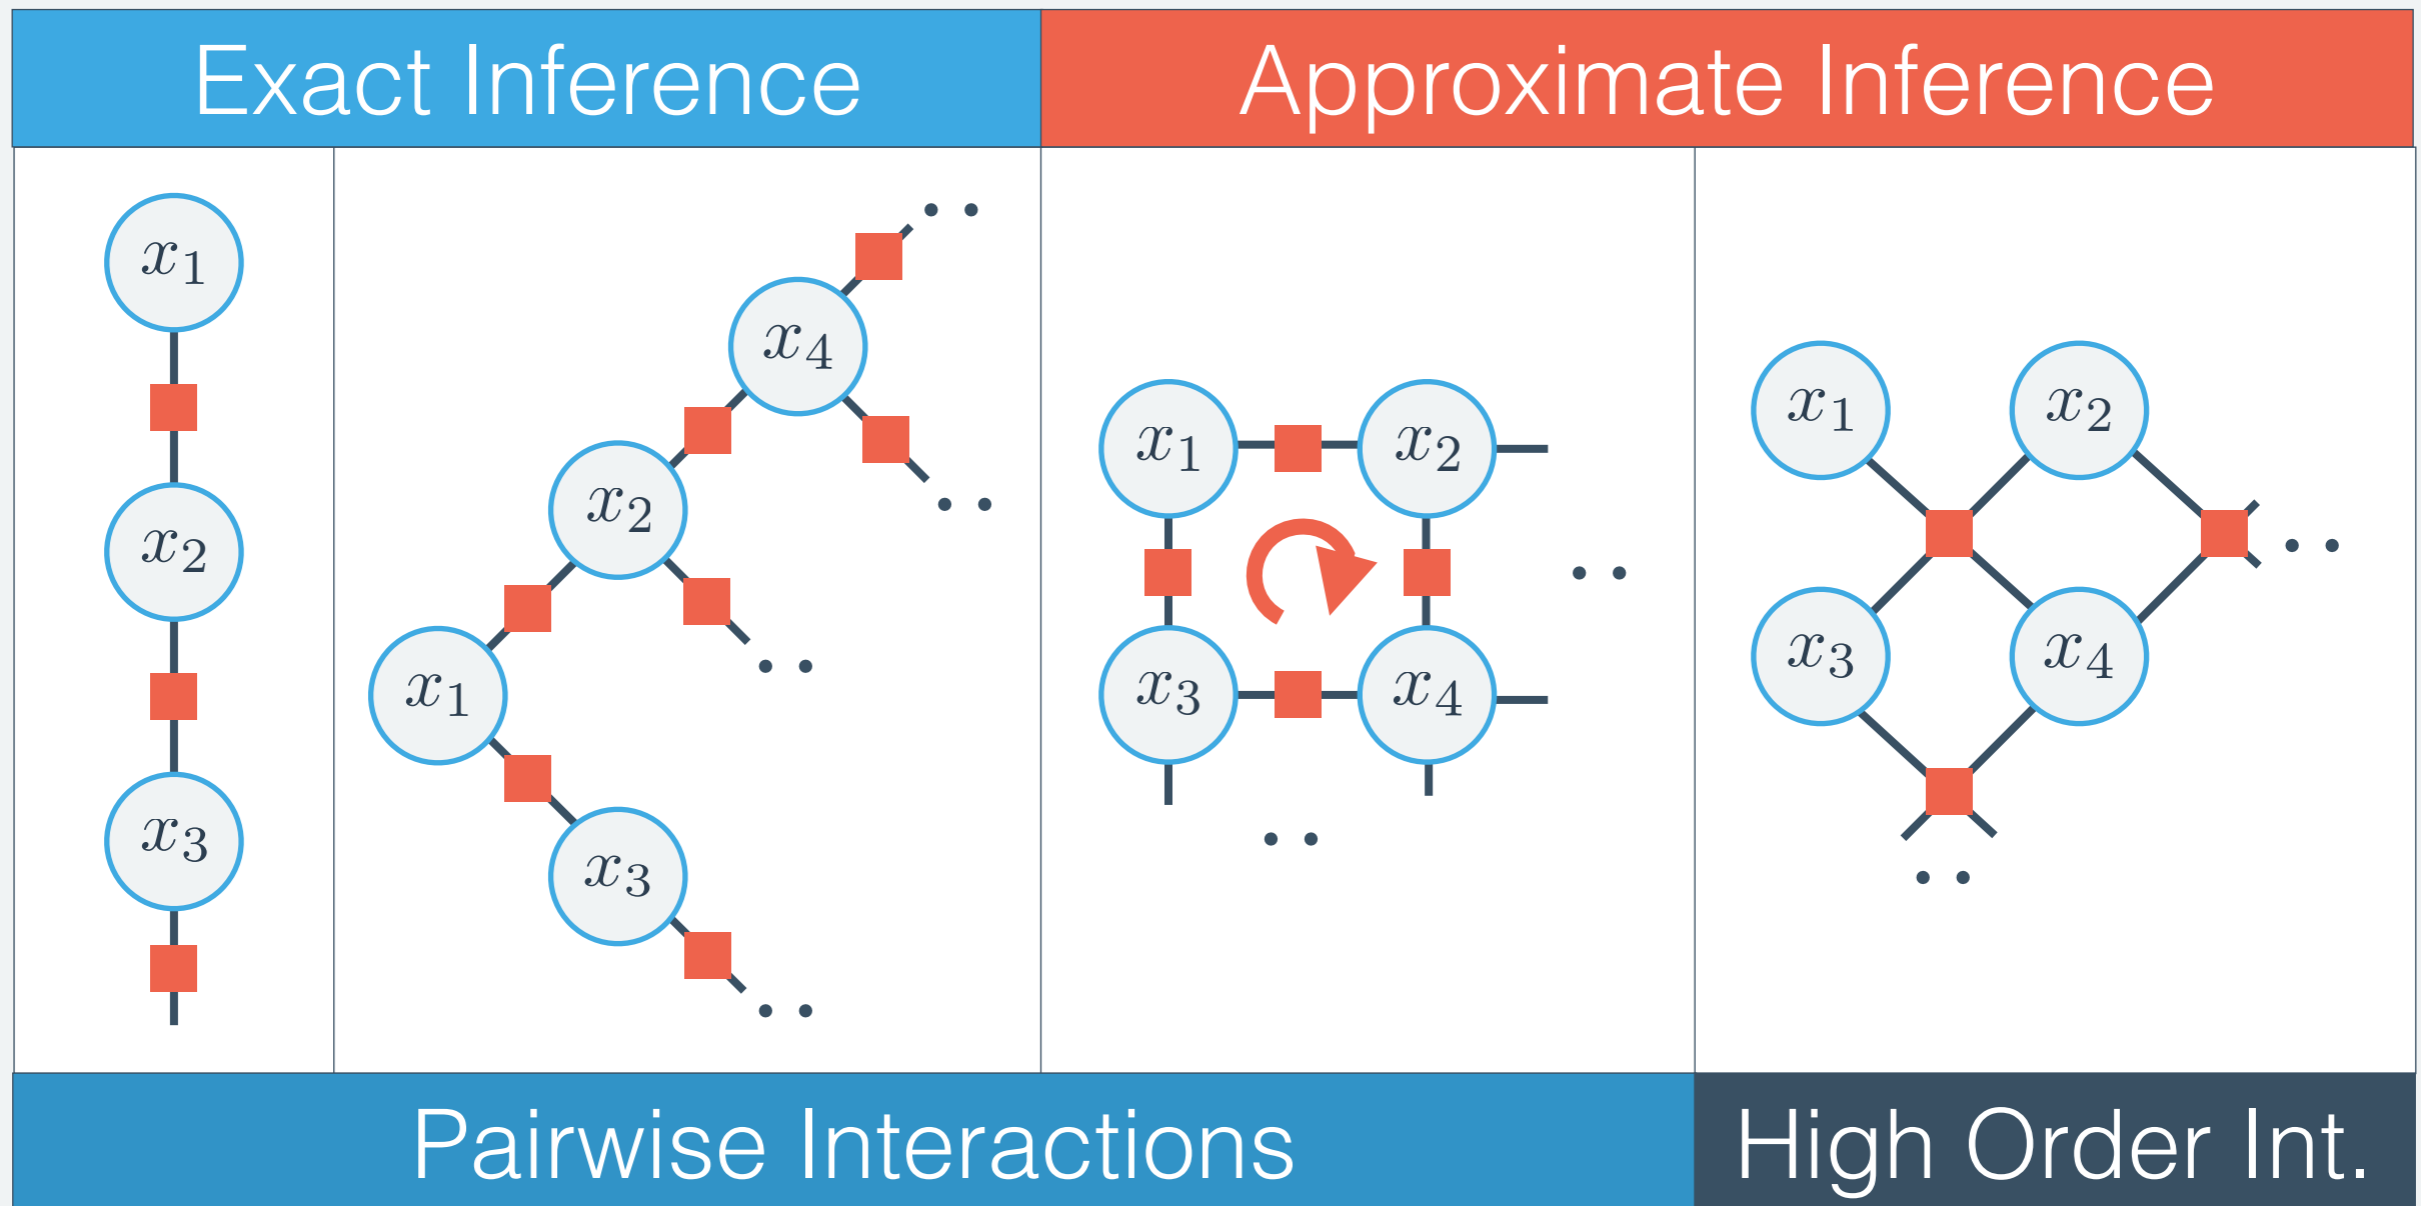 Exact Inference
Approximate Inference
x1
x2
x3
x4
x2
x1
x3
x1
x2
x3
x4
x1
x2
x3
x4
Pairwise Interactions
High Order Int.